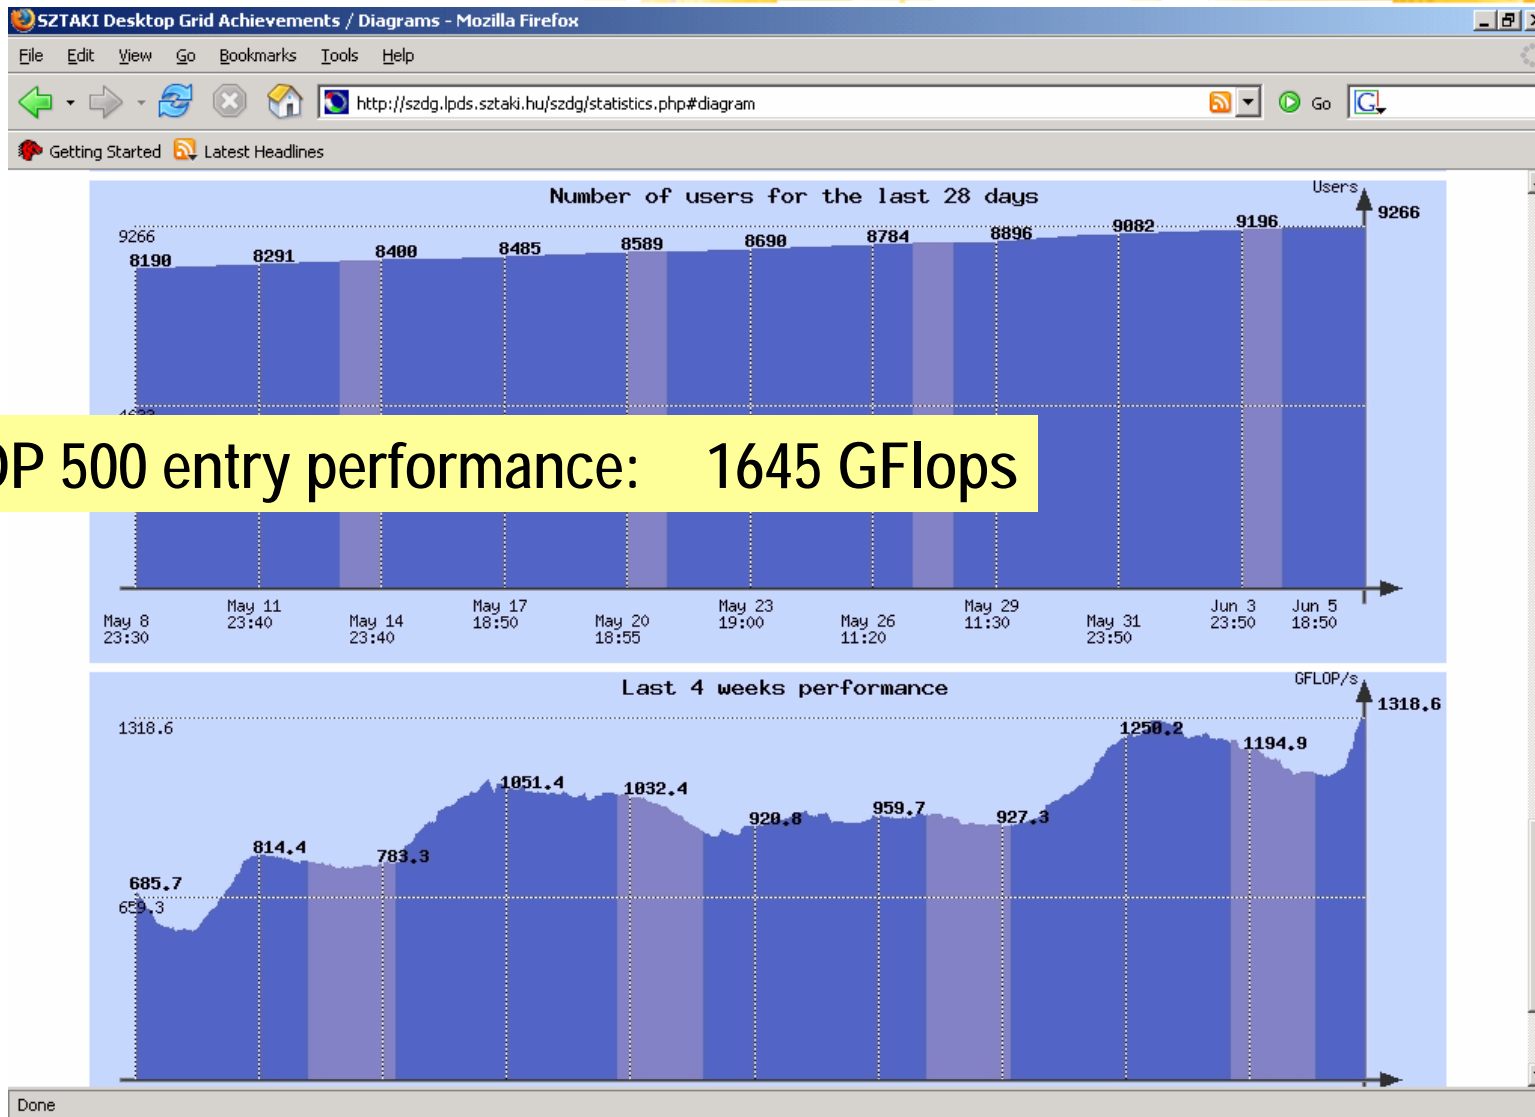 SZTAKI Desktop Grid Achievements / Diagrams - Mozilla Firefox
File Edit View Go Bookmarks Tools Help
http://szdg.lpds.sztaki.hu/szdg/statistics.php#diagram
Go
G
Getting Started Latest Headlines
Number of users for the last 28 days
Users
9266
9266
8190 8291 8400 8485 8589 8690 8784 8896 9082 9196
OP 500 entry performance: 1645 GFlops
May 8 23:30
May 11 23:40
May 14 23:40
May 17 18:50
May 20 18:55
May 23 19:00
May 26 11:20
May 29 11:30
May 31 23:50
Jun 3 23:50
Jun 5 18:50
Last 4 weeks performance
GFLOP/s
1318.6
1318.6
685.7 814.4 783.3 1051.4 1032.4 920.8 959.7 927.3 1250.2 1194.9
659.3
Done